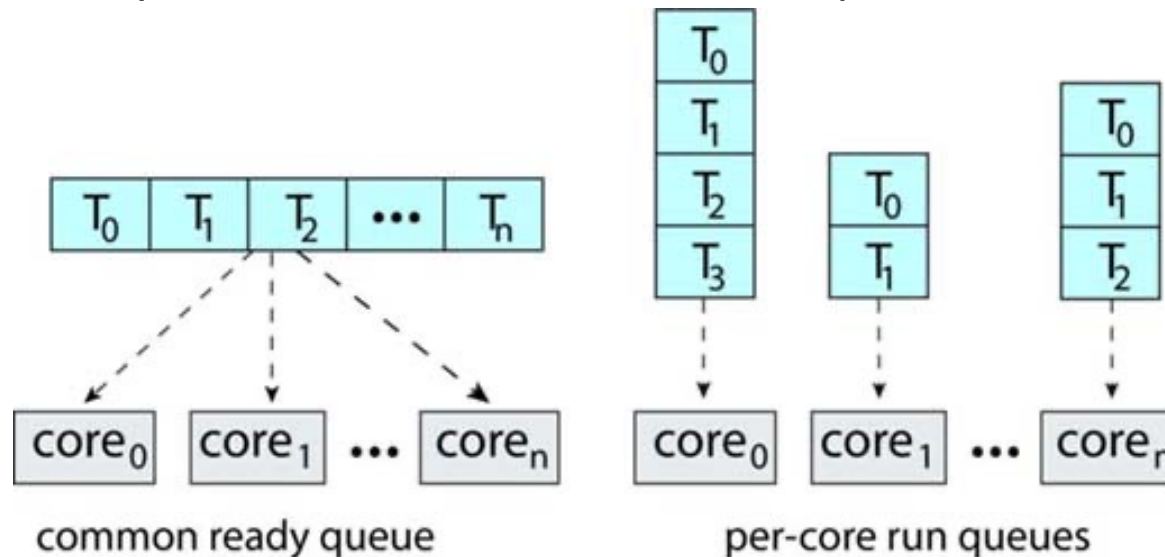 T₀ T₁ T₂ ••• Tₙ
core₀ core₁ ••• coreₙ
common ready queue
T₀
T₁
T₂
T₃
T₀
T₁
T₀
T₁
T₂
core₀ core₁ ••• coreₙ
per-core run queues